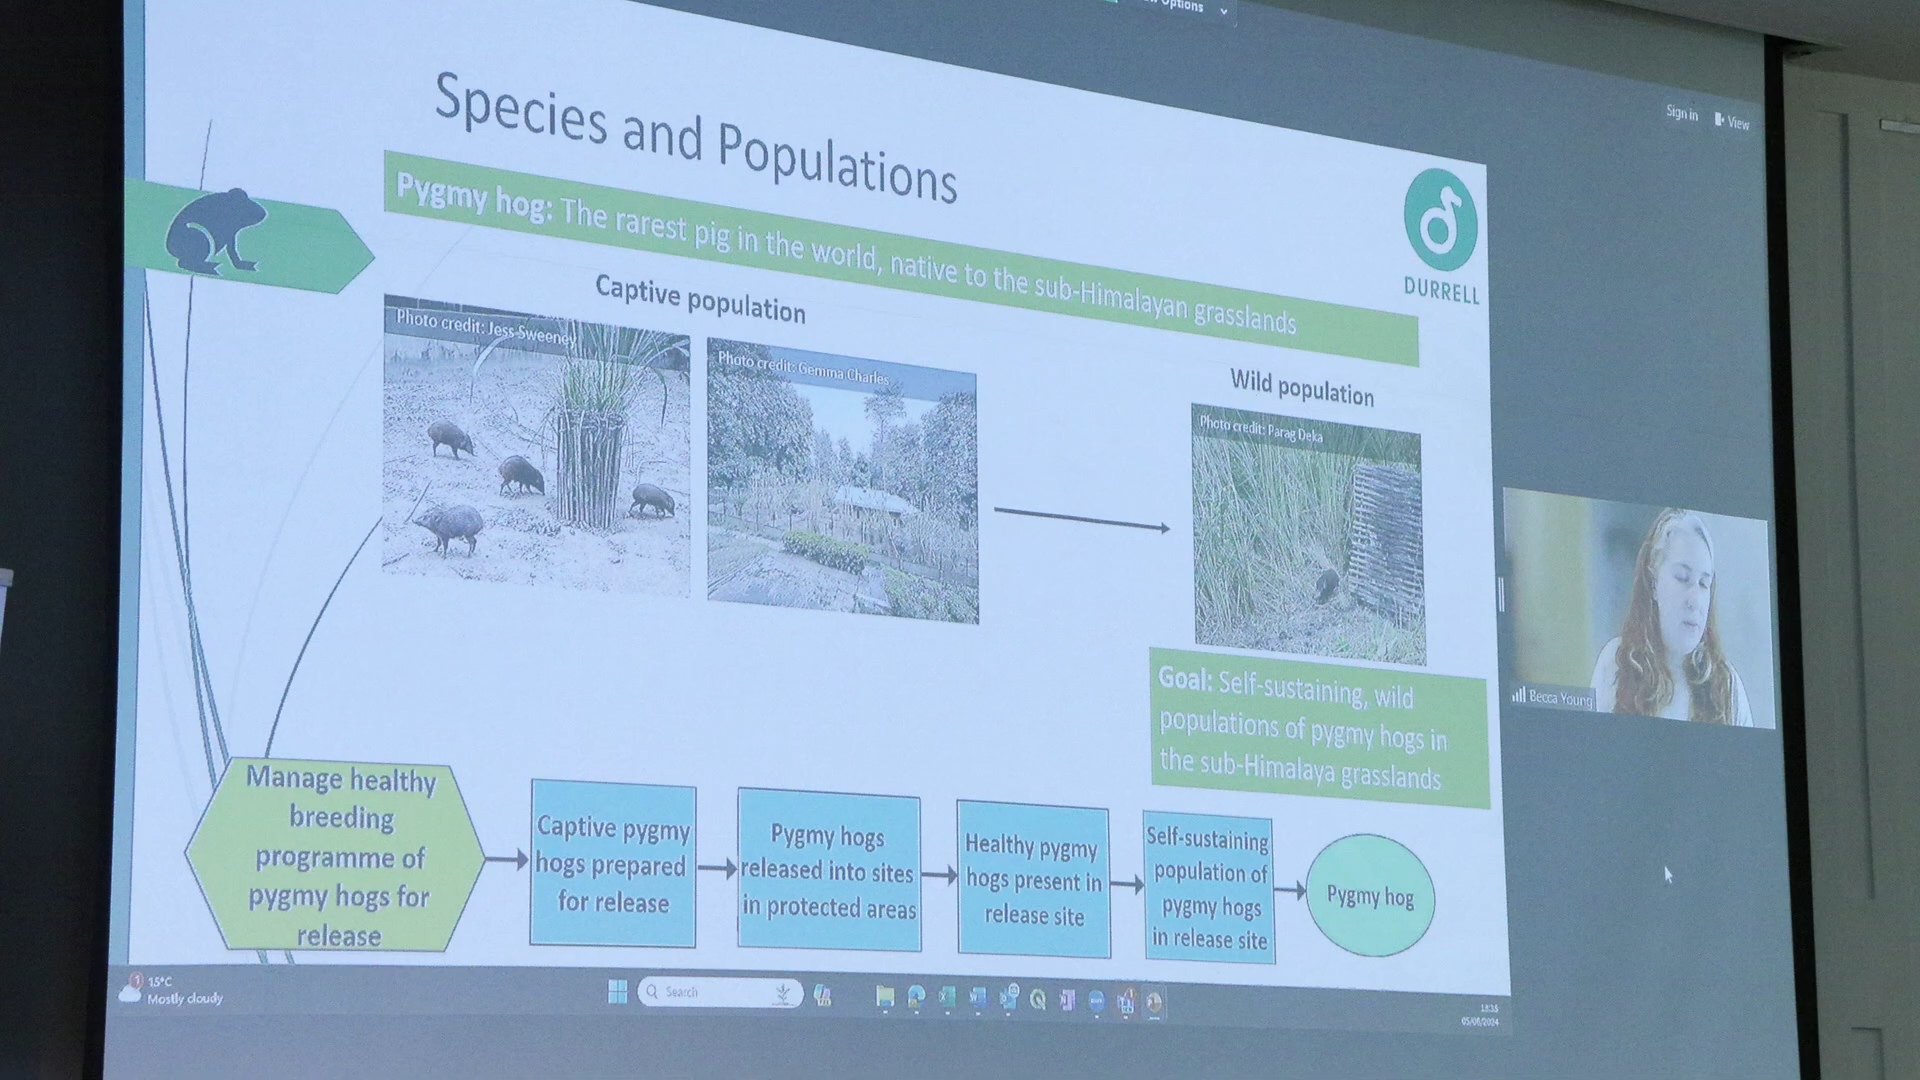 Options
Sign in
View
Species and Populations
DURRELL
Pygmy hog: The rarest pig in the world, native to the sub-Himalayan grasslands
Captive population
Photo credit: Jess Sweeney
Photo credit: Gemma Charles
Wild population
Photo credit: Parag Deka
Becca Young
Goal: Self-sustaining, wild
populations of pygmy hogs in
the sub-Himalaya grasslands
Manage healthy
breeding
programme of
pygmy hogs for
release
Captive pygmy
hogs prepared
for release
Pygmy hogs
released into sites
in protected areas
Healthy pygmy
hogs present in
release site
Self-sustaining
population of
pygmy hogs
in release site
Pygmy hog
1
15°C
Mostly cloudy
Search
05/08/2024